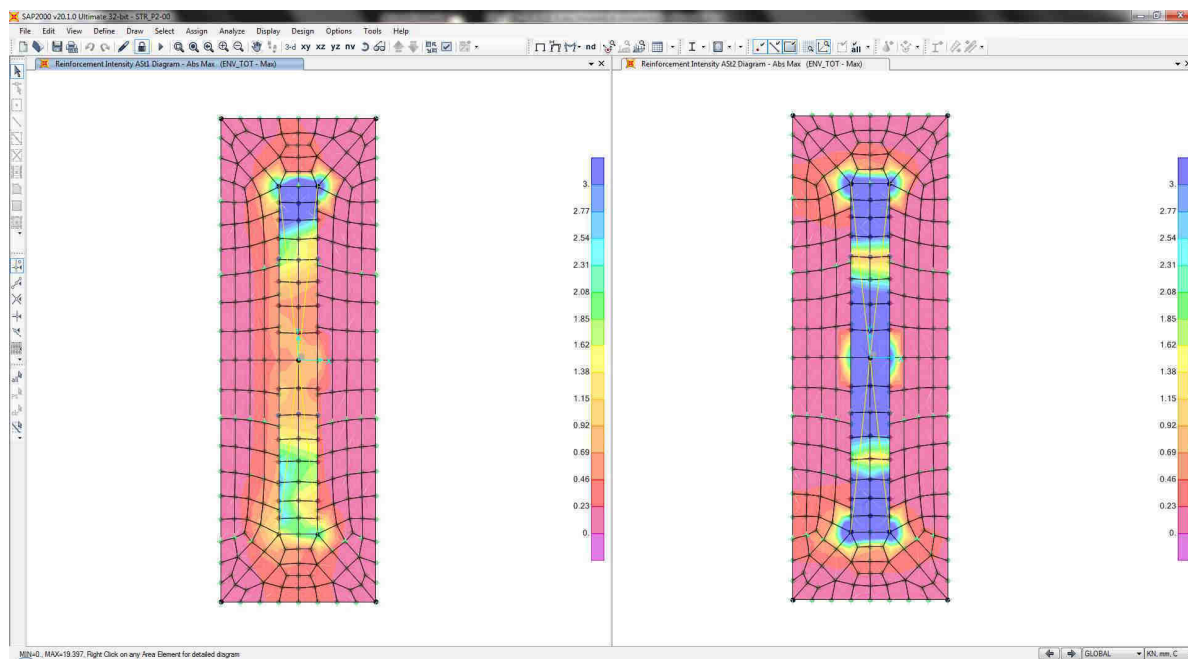 SAP2000 v20.1.0 Ultimate 32-bit - STR_P2-00
File Edit View Define Draw Select Assign Analyze Display Design Options Tools Help
3-d xy xz yz nv
nd
I
all
Reinforcement Intensity ASt1 Diagram - Abs Max (ENV_TOT - Max)
Reinforcement Intensity ASt2 Diagram - Abs Max (ENV_TOT - Max)
3.
2.77
2.54
2.31
2.08
1.85
1.62
1.38
1.15
0.92
0.69
0.46
0.23
0.
3.
2.77
2.54
2.31
2.08
1.85
1.62
1.38
1.15
0.92
0.69
0.46
0.23
0.
MIN=0., MAX=19.397, Right Click on any Area Element for detailed diagram
GLOBAL
KN, mm, C